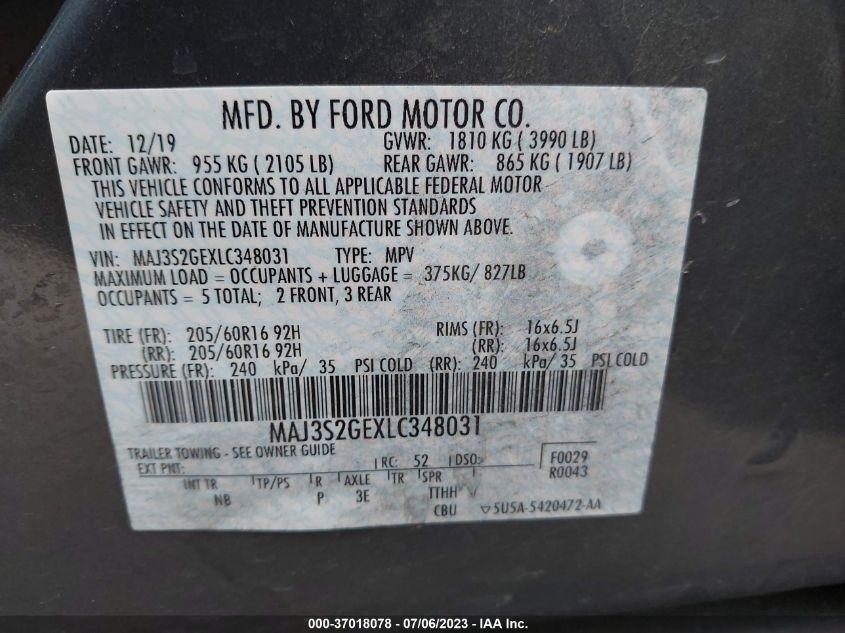 MFD. BY FORD MOTOR CO.
DATE: 12/19 GVWR: 1810 KG ( 3990 LB)
FRONT GAWR: 955 KG ( 2105 LB) REAR GAWR: 865 KG ( 1907 LB)
THIS VEHICLE CONFORMS TO ALL APPLICABLE FEDERAL MOTOR
VEHICLE SAFETY AND THEFT PREVENTION STANDARDS
IN EFFECT ON THE DATE OF MANUFACTURE SHOWN ABOVE.
VIN: MAJ3S2GEXLC348031 TYPE: MPV
MAXIMUM LOAD = OCCUPANTS + LUGGAGE = 375KG/ 827LB
OCCUPANTS = 5 TOTAL; 2 FRONT, 3 REAR
TIRE (FR): 205/60R16 92H RIMS (FR): 16x6.5J
(RR): 205/60R16 92H (RR): 16x6.5J
PRESSURE (FR): 240 kPa/ 35 PSI COLD (RR): 240 kPa/ 35 PSI COLD
MAJ3S2GEXLC348031
TRAILER TOWING - SEE OWNER GUIDE
EXT PNT: RC: 52 DSO: F0029
R0043
INT TR TP/PS R AXLE TR SPR
NB P 3E TTHH
CBU 5U5A-5420472-AA
000-37018078 - 07/06/2023 - IAA Inc.